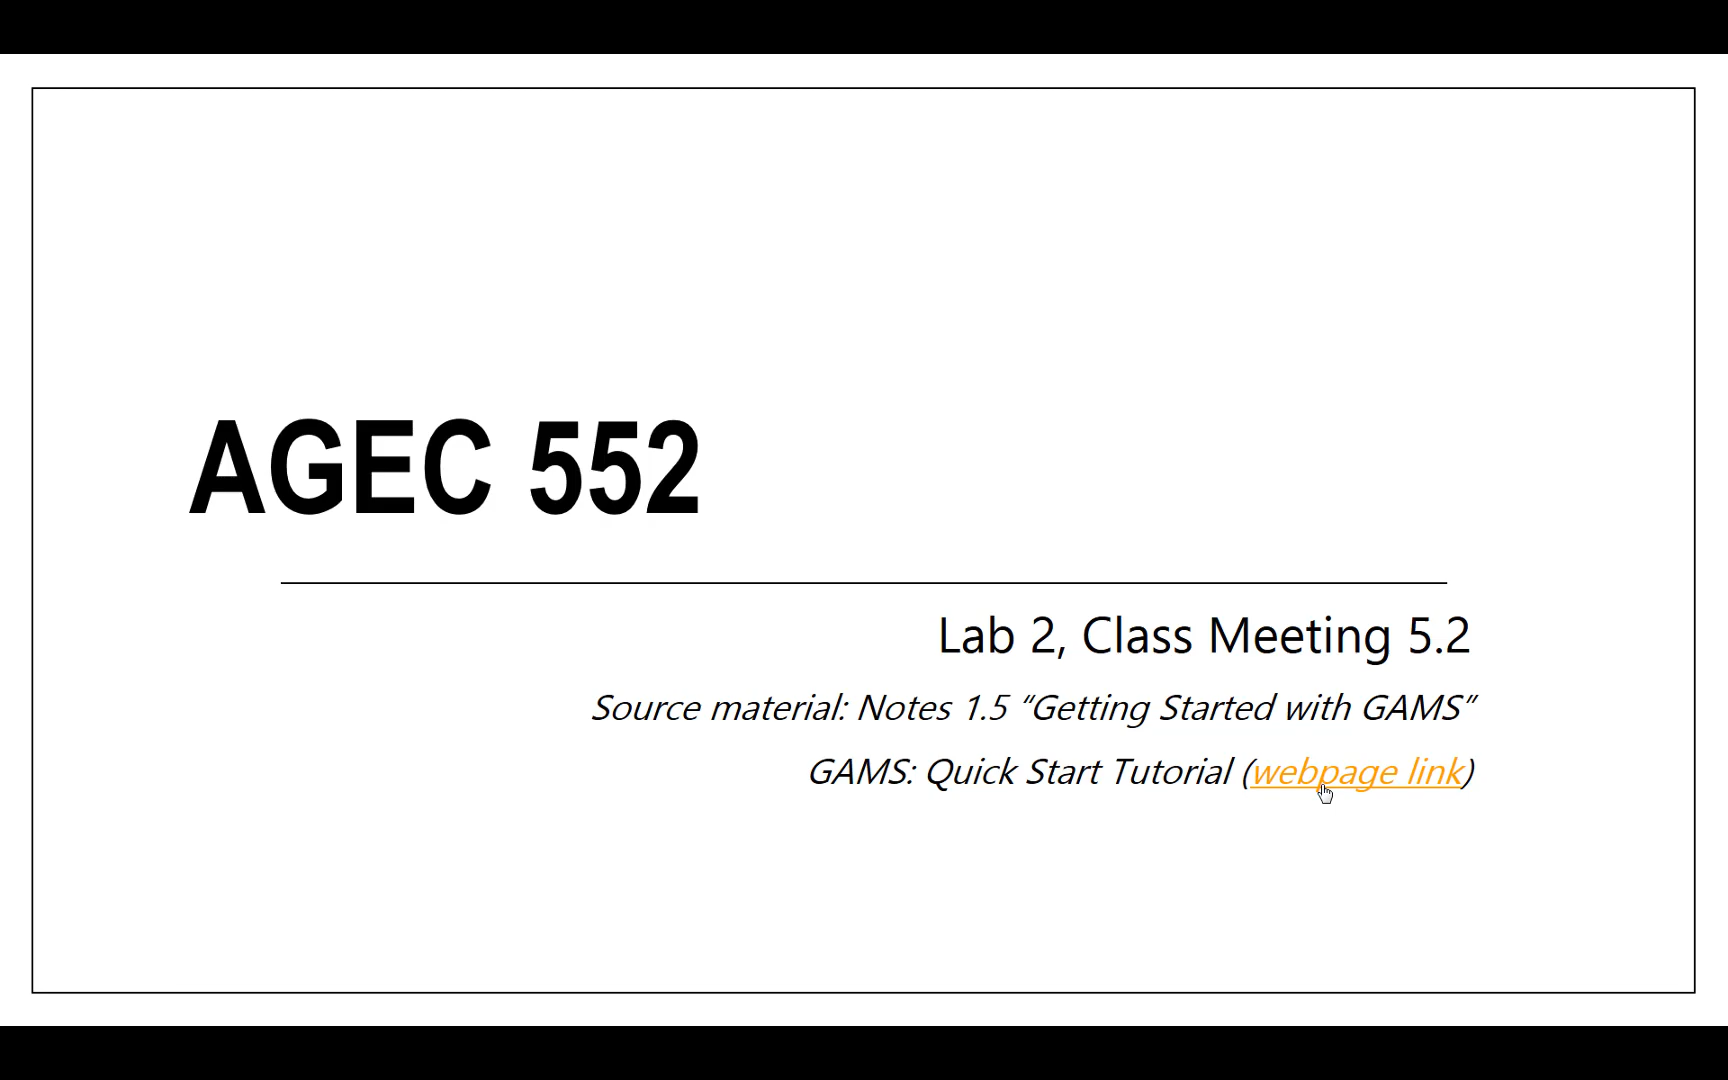 AGEC 552
Lab 2, Class Meeting 5.2
Source material: Notes 1.5 “Getting Started with GAMS”
GAMS: Quick Start Tutorial (webpage link)